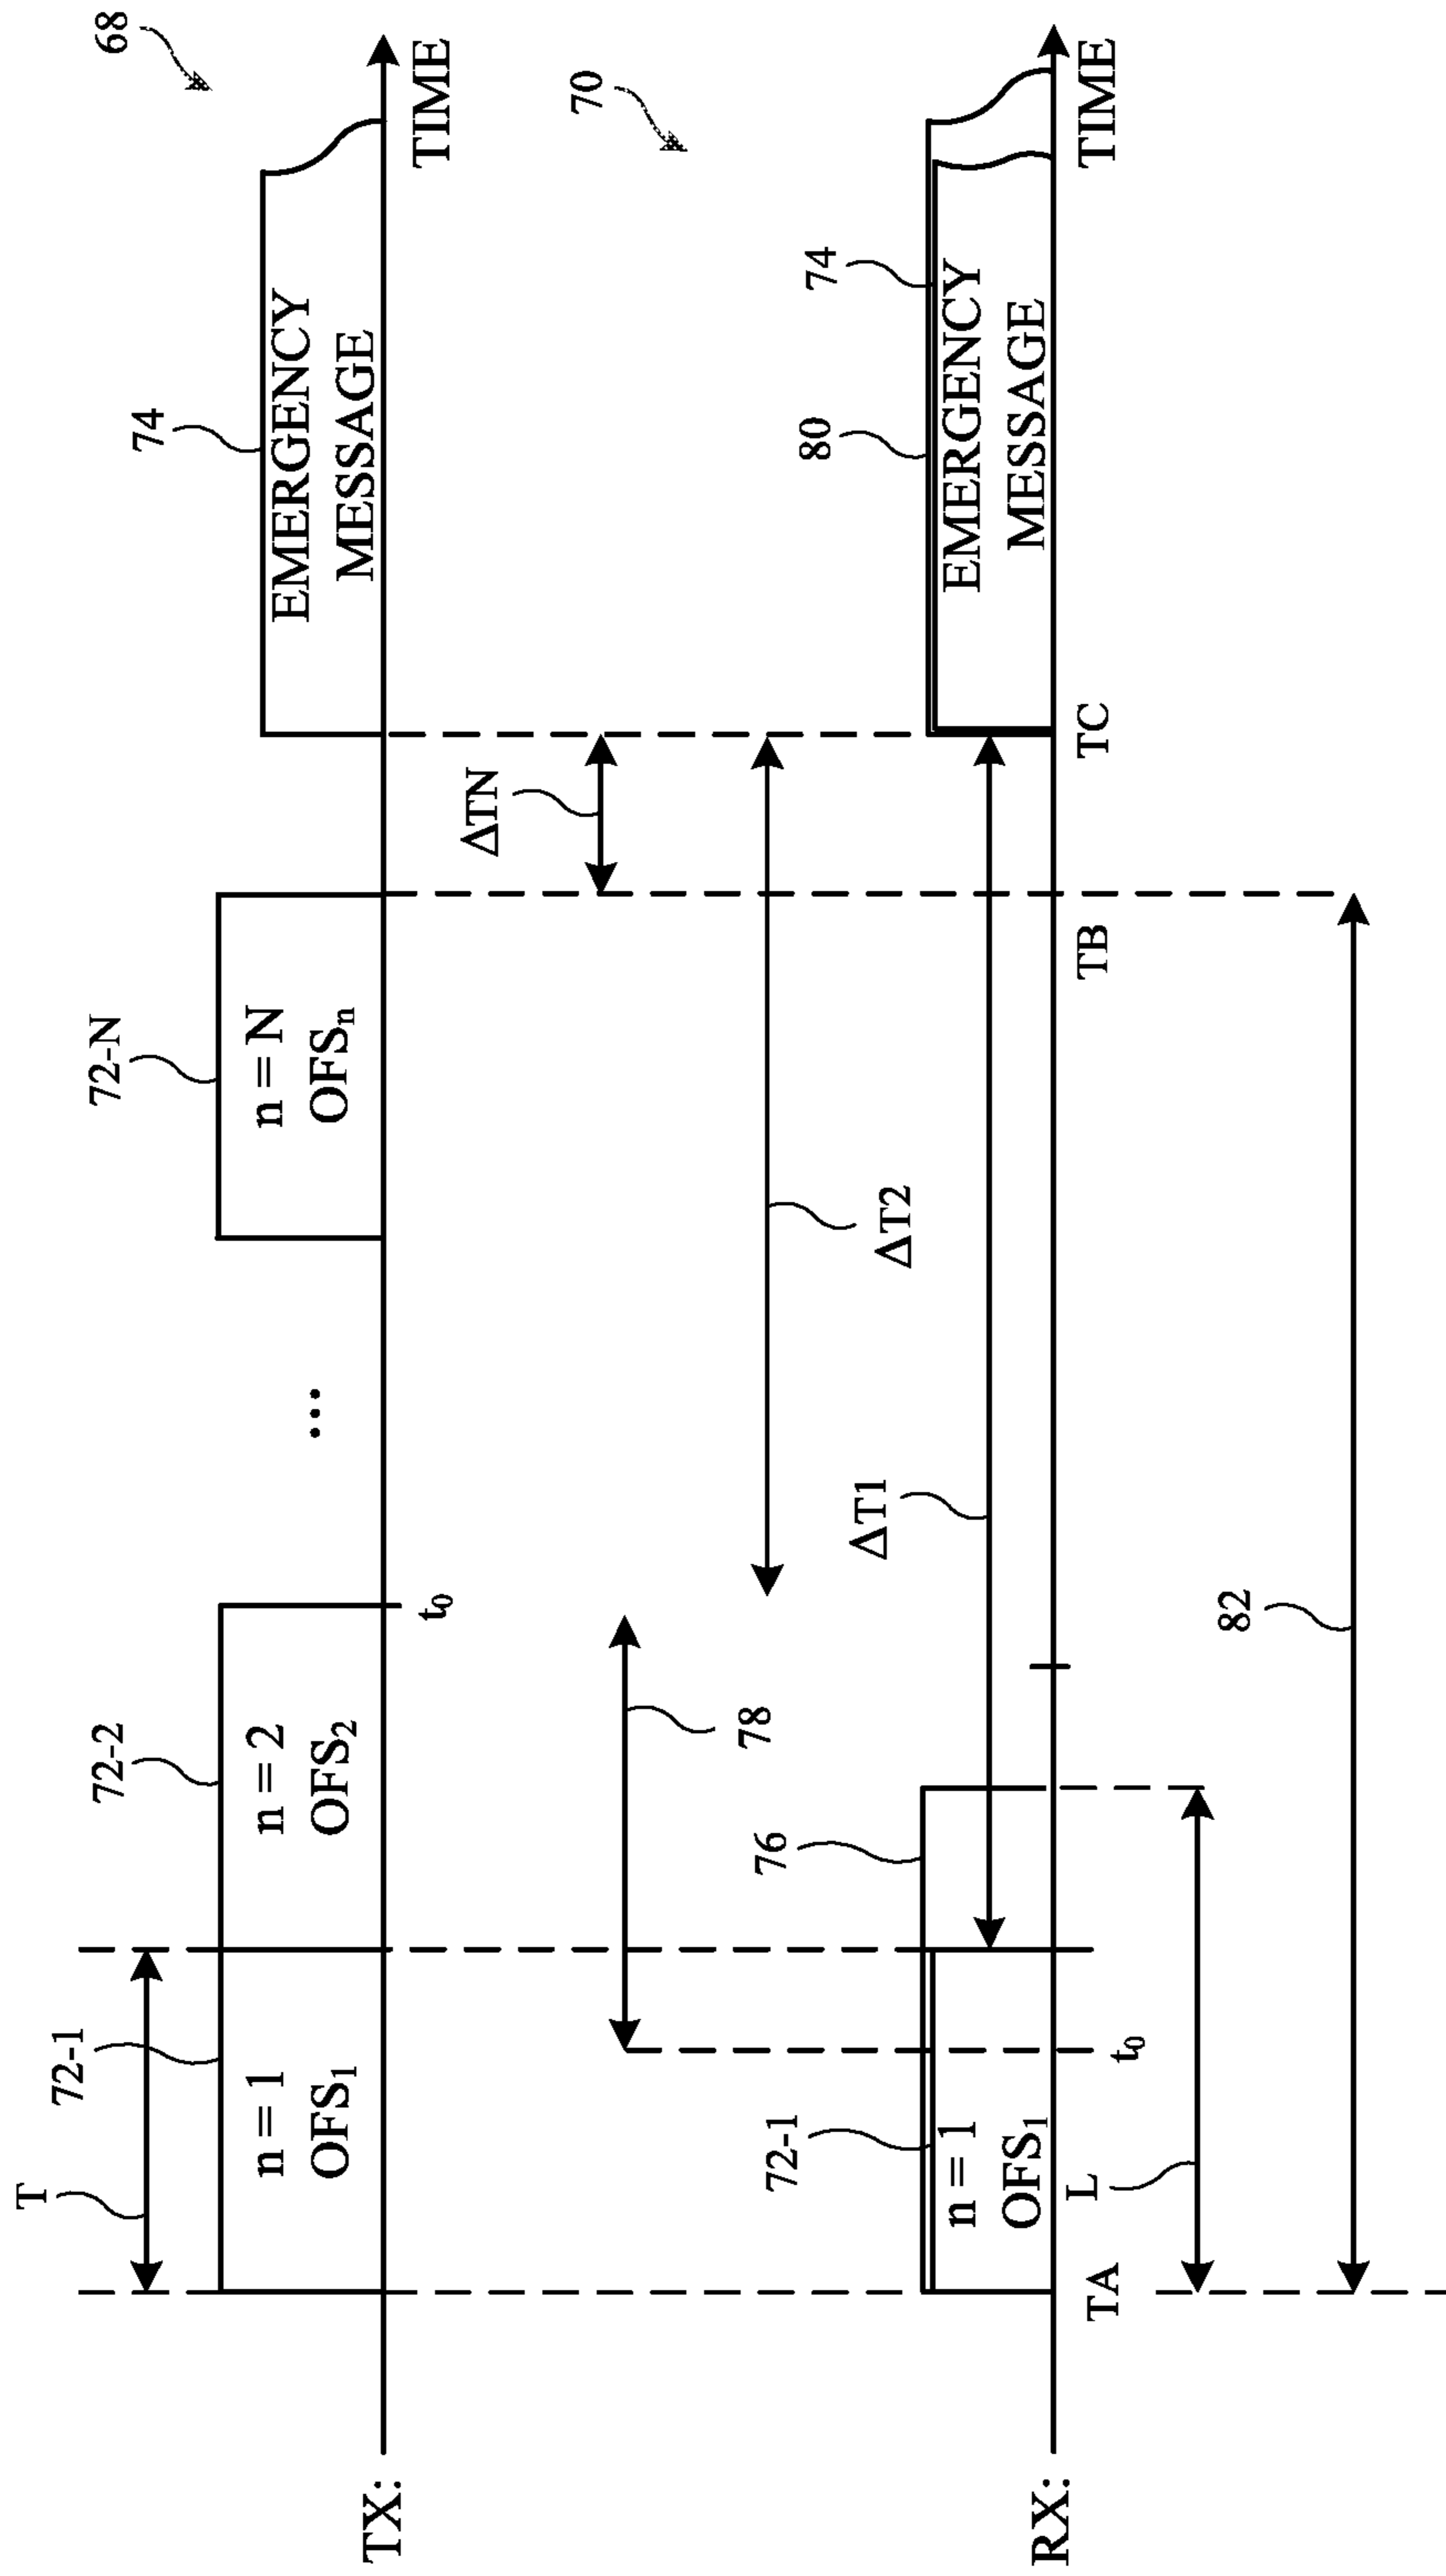 68
T
72-1
72-2
72-N
74
TX:
n = 1
OFS₁
n = 2
OFS₂
...
n = N
OFSₙ
EMERGENCY
MESSAGE
t₀
TIME
70
ΔTN
78
ΔT2
72-1
76
ΔT1
80
74
RX:
n = 1
OFS₁
EMERGENCY
MESSAGE
TA
L
t₀
TB
TC
TIME
82